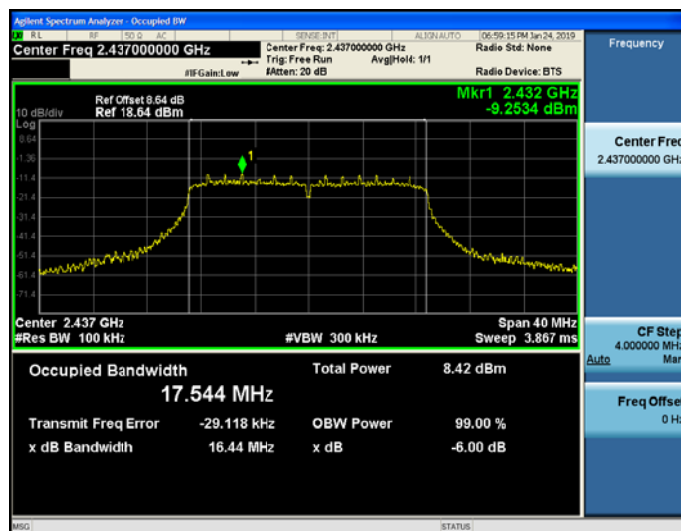 Agilent Spectrum Analyzer - Occupied BW
RL RF 50 Ω AC SENSE:INT ALIGN AUTO 06:59:15 PM Jan 24, 2019
Center Freq 2.437000000 GHz
Center Freq: 2.437000000 GHz
Radio Std: None
Trig: Free Run Avg|Hold: 1/1
#IFGain:Low #Atten: 20 dB Radio Device: BTS
Ref Offset 8.64 dB
Mkr1 2.432 GHz
10 dB/div Ref 18.64 dBm -9.2534 dBm
Log
8.64
-1.36
-11.4
-21.4
-31.4
-41.4
-51.4
-61.4
-71.4
1
Center 2.437 GHz Span 40 MHz
#Res BW 100 kHz #VBW 300 kHz Sweep 3.867 ms
Occupied Bandwidth Total Power 8.42 dBm
17.544 MHz
Transmit Freq Error -29.118 kHz OBW Power 99.00 %
x dB Bandwidth 16.44 MHz x dB -6.00 dB
MSG STATUS
Frequency
Center Freq
2.437000000 GHz
CF Step
4.000000 MHz
Auto Man
Freq Offset
0 Hz